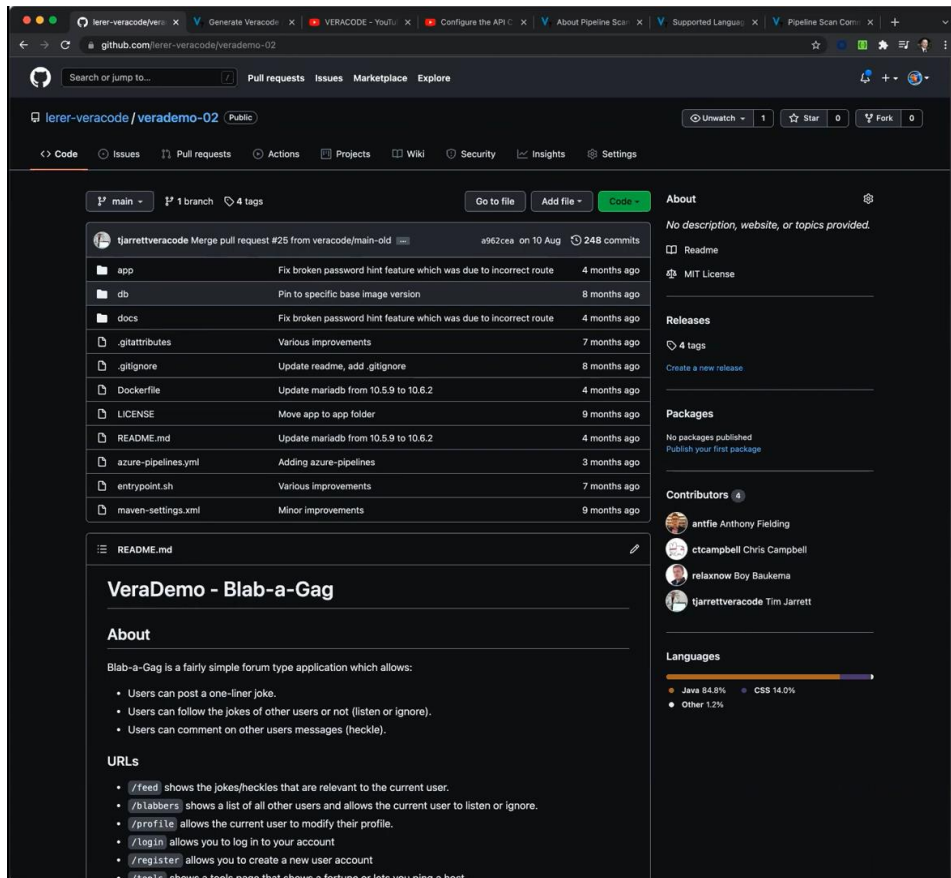 lerer-veracode/vera
Generate Veracode
VERACODE - YouTu
Configure the API C
About Pipeline Scan
Supported Languag
Pipeline Scan Comm
github.com/lerer-veracode/verademo-02
Search or jump to...
/
Pull requests Issues Marketplace Explore
lerer-veracode / verademo-02 Public
Unwatch 1
Star 0
Fork 0
Code Issues Pull requests Actions Projects Wiki Security Insights Settings
main 1 branch 4 tags
Go to file Add file Code
tjarrettveracode Merge pull request #25 from veracode/main-old ... a962cea on 10 Aug 248 commits
app Fix broken password hint feature which was due to incorrect route 4 months ago
db Pin to specific base image version 8 months ago
docs Fix broken password hint feature which was due to incorrect route 4 months ago
.gitattributes Various improvements 7 months ago
.gitignore Update readme, add .gitignore 8 months ago
Dockerfile Update mariadb from 10.5.9 to 10.6.2 4 months ago
LICENSE Move app to app folder 9 months ago
README.md Update mariadb from 10.5.9 to 10.6.2 4 months ago
azure-pipelines.yml Adding azure-pipelines 3 months ago
entrypoint.sh Various improvements 7 months ago
maven-settings.xml Minor improvements 9 months ago
README.md
VeraDemo - Blab-a-Gag
About
Blab-a-Gag is a fairly simple forum type application which allows:
• Users can post a one-liner joke.
• Users can follow the jokes of other users or not (listen or ignore).
• Users can comment on other users messages (heckle).
URLs
• /feed shows the jokes/heckles that are relevant to the current user.
• /blabbers shows a list of all other users and allows the current user to listen or ignore.
• /profile allows the current user to modify their profile.
• /login allows you to log in to your account
• /register allows you to create a new user account
• /tools shows a tools page that shows a fortune or lets you ping a host.
About
No description, website, or topics provided.
Readme
MIT License
Releases
4 tags
Create a new release
Packages
No packages published
Publish your first package
Contributors 4
antfie Anthony Fielding
ctcampbell Chris Campbell
relaxnow Boy Baukema
tjarrettveracode Tim Jarrett
Languages
Java 84.8% CSS 14.0%
Other 1.2%